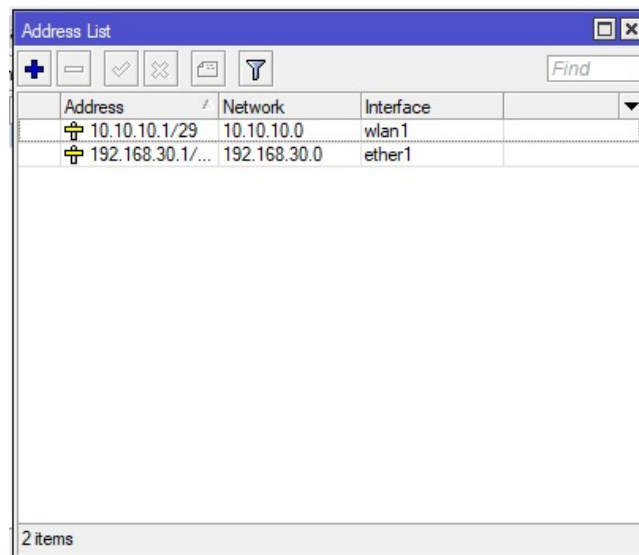 Address List
Find
Address Network Interface
10.10.10.1/29 10.10.10.0 wlan1
192.168.30.1/... 192.168.30.0 ether1
2 items